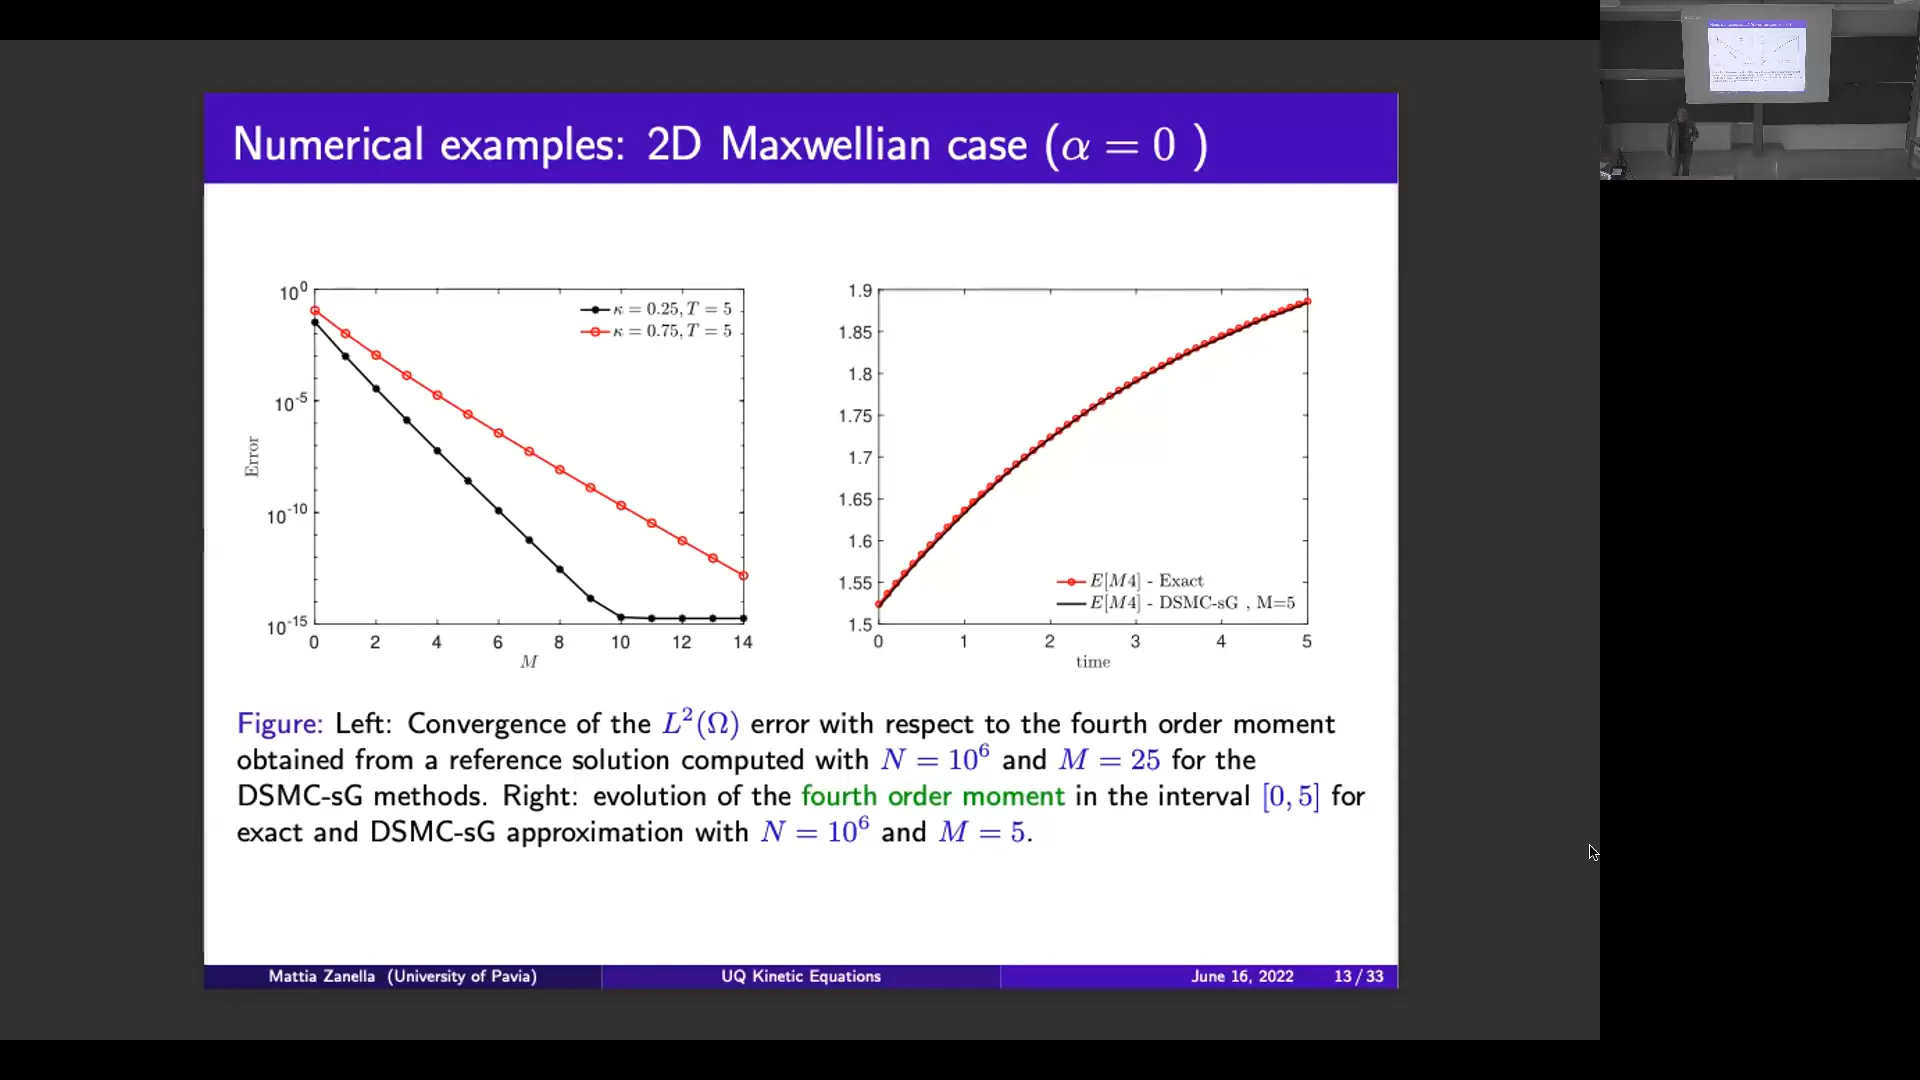 Numerical examples: 2D Maxwellian case (α = 0 )
10^0
10^-5
10^-10
10^-15
Error
0 2 4 6 8 10 12 14
M
κ = 0.25, T = 5
κ = 0.75, T = 5
1.9
1.85
1.8
1.75
1.7
1.65
1.6
1.55
1.5
0 1 2 3 4 5
time
E[M4] - Exact
E[M4] - DSMC-sG , M=5
Figure: Left: Convergence of the L²(Ω) error with respect to the fourth order moment
obtained from a reference solution computed with N = 10⁶ and M = 25 for the
DSMC-sG methods. Right: evolution of the fourth order moment in the interval [0, 5] for
exact and DSMC-sG approximation with N = 10⁶ and M = 5.
Mattia Zanella (University of Pavia) UQ Kinetic Equations June 16, 2022 13 / 33